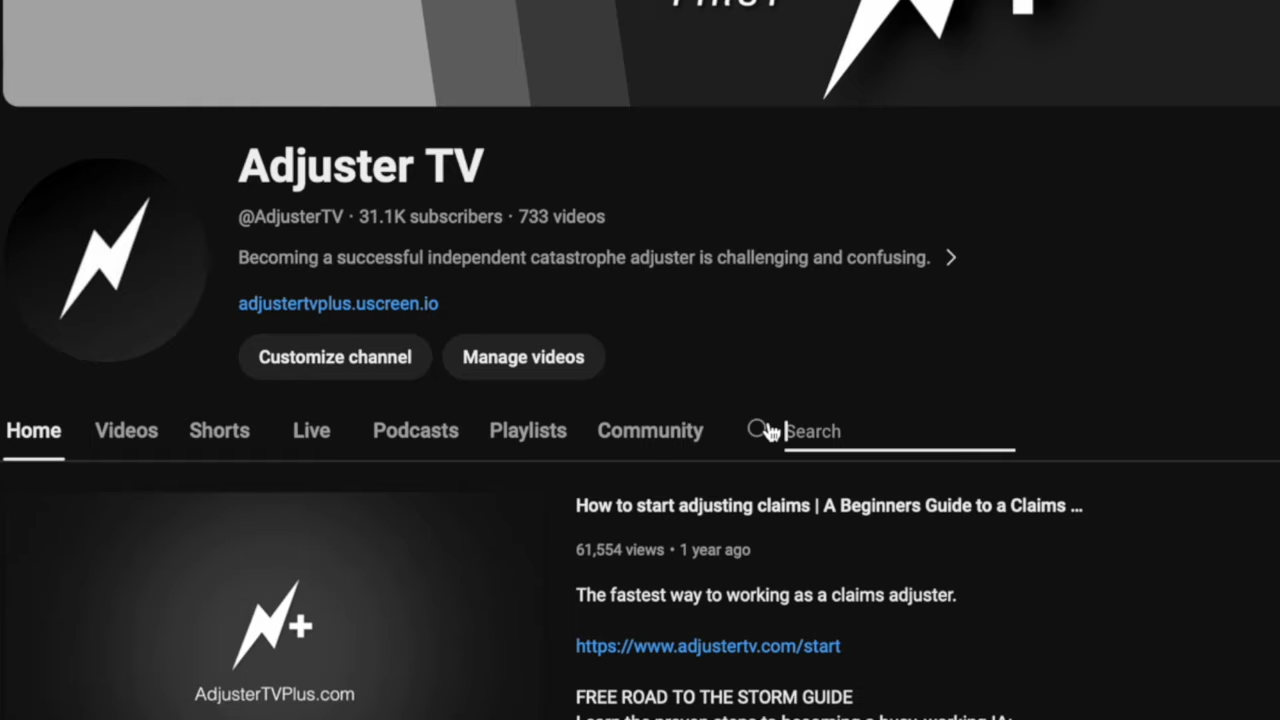 Adjuster TV
@AdjusterTV · 31.1K subscribers · 733 videos
Becoming a successful independent catastrophe adjuster is challenging and confusing.
adjustertvplus.uscreen.io
Customize channel Manage videos
Home Videos Shorts Live Podcasts Playlists Community Search
How to start adjusting claims | A Beginners Guide to a Claims ...
61,554 views • 1 year ago
The fastest way to working as a claims adjuster.
https://www.adjustertv.com/start
AdjusterTVPlus.com
FREE ROAD TO THE STORM GUIDE